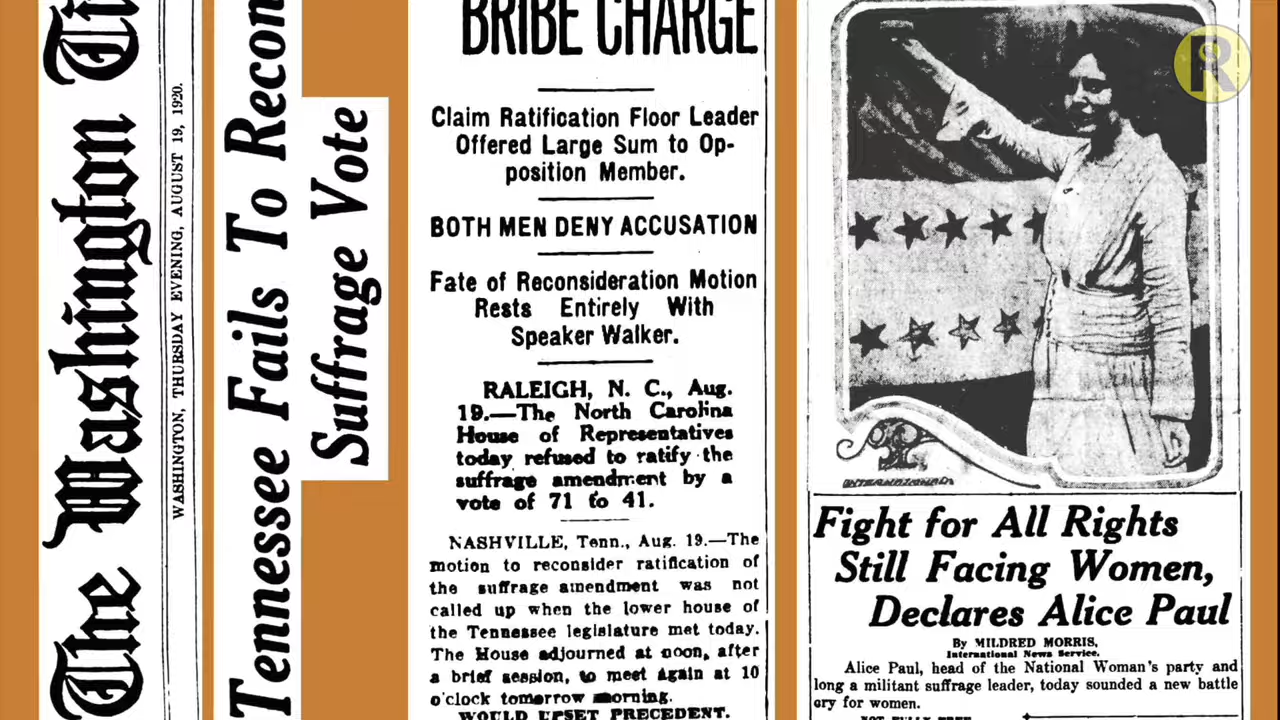 The Washington Ti
WASHINGTON, THURSDAY EVENING, AUGUST 19, 1920.
Tennessee Fails To Recon
Suffrage Vote
BRIBE CHARGE
Claim Ratification Floor Leader
Offered Large Sum to Op-
position Member.
BOTH MEN DENY ACCUSATION
Fate of Reconsideration Motion
Rests Entirely With
Speaker Walker.
RALEIGH, N. C., Aug.
19.—The North Carolina
House of Representatives
today refused to ratify the
suffrage amendment by a
vote of 71 to 41.
NASHVILLE, Tenn., Aug. 19.—The
motion to reconsider ratification of
the suffrage amendment was not
called up when the lower house of
the Tennessee legislature met today.
The House adjourned at noon, after
a brief session, to meet again at 10
o'clock tomorrow morning.
WOULD UPSET PRECEDENT.
R
INTERNATIONAL
Fight for All Rights
Still Facing Women,
Declares Alice Paul
By MILDRED MORRIS,
International News Service.
Alice Paul, head of the National Woman's party and
long a militant suffrage leader, today sounded a new battle
cry for women.